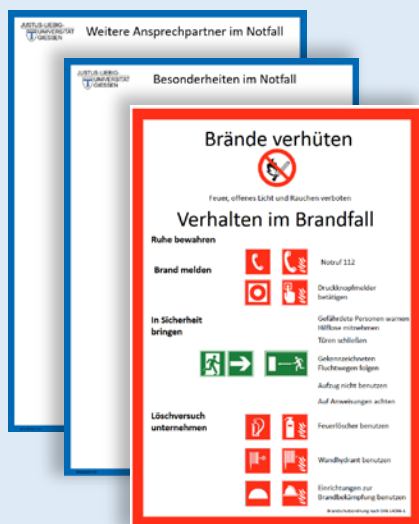 JUSTUS-LIEBIG-
UNIVERSITÄT
GIESSEN
Weitere Ansprechpartner im Notfall
JUSTUS-LIEBIG-
UNIVERSITÄT
GIESSEN
Besonderheiten im Notfall
Brände verhüten
Feuer, offenes Licht und Rauchen verboten
Verhalten im Brandfall
Ruhe bewahren
Brand melden
Notruf 112
Druckknopfmelder
betätigen
In Sicherheit
bringen
Gefährdete Personen warnen
Hilflose mitnehmen
Türen schließen
Gekennzeichneten
Fluchtwegen folgen
Aufzug nicht benutzen
Auf Anweisungen achten
Löschversuch
unternehmen
Feuerlöscher benutzen
Wandhydrant benutzen
Einrichtungen zur
Brandbekämpfung benutzen
Brandschutzordnung nach DIN 14096-1